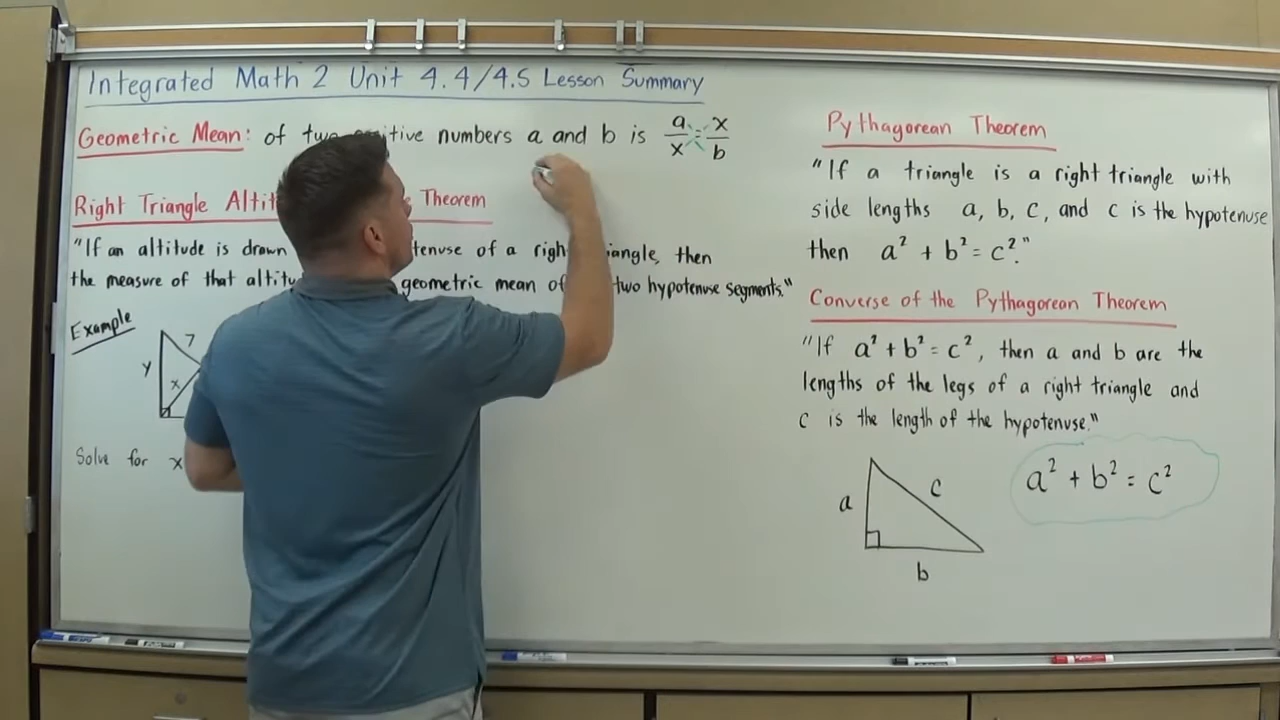 Integrated Math 2 Unit 4.4/4.5 Lesson Summary
Geometric Mean: of two numbers a and b is a/x = x/b
Right Triangle Theorem
"If an altitude is drawn of a right then
the measure of that geometric mean of two hypotenuse segments."
Example
7
y
x
Solve for x
Pythagorean Theorem
"If a triangle is a right triangle with
side lengths a, b, c, and c is the hypotenuse
then a² + b² = c²."
Converse of the Pythagorean Theorem
"If a² + b² = c², then a and b are the
lengths of the legs of a right triangle and
c is the length of the hypotenuse."
a² + b² = c²
a
c
b